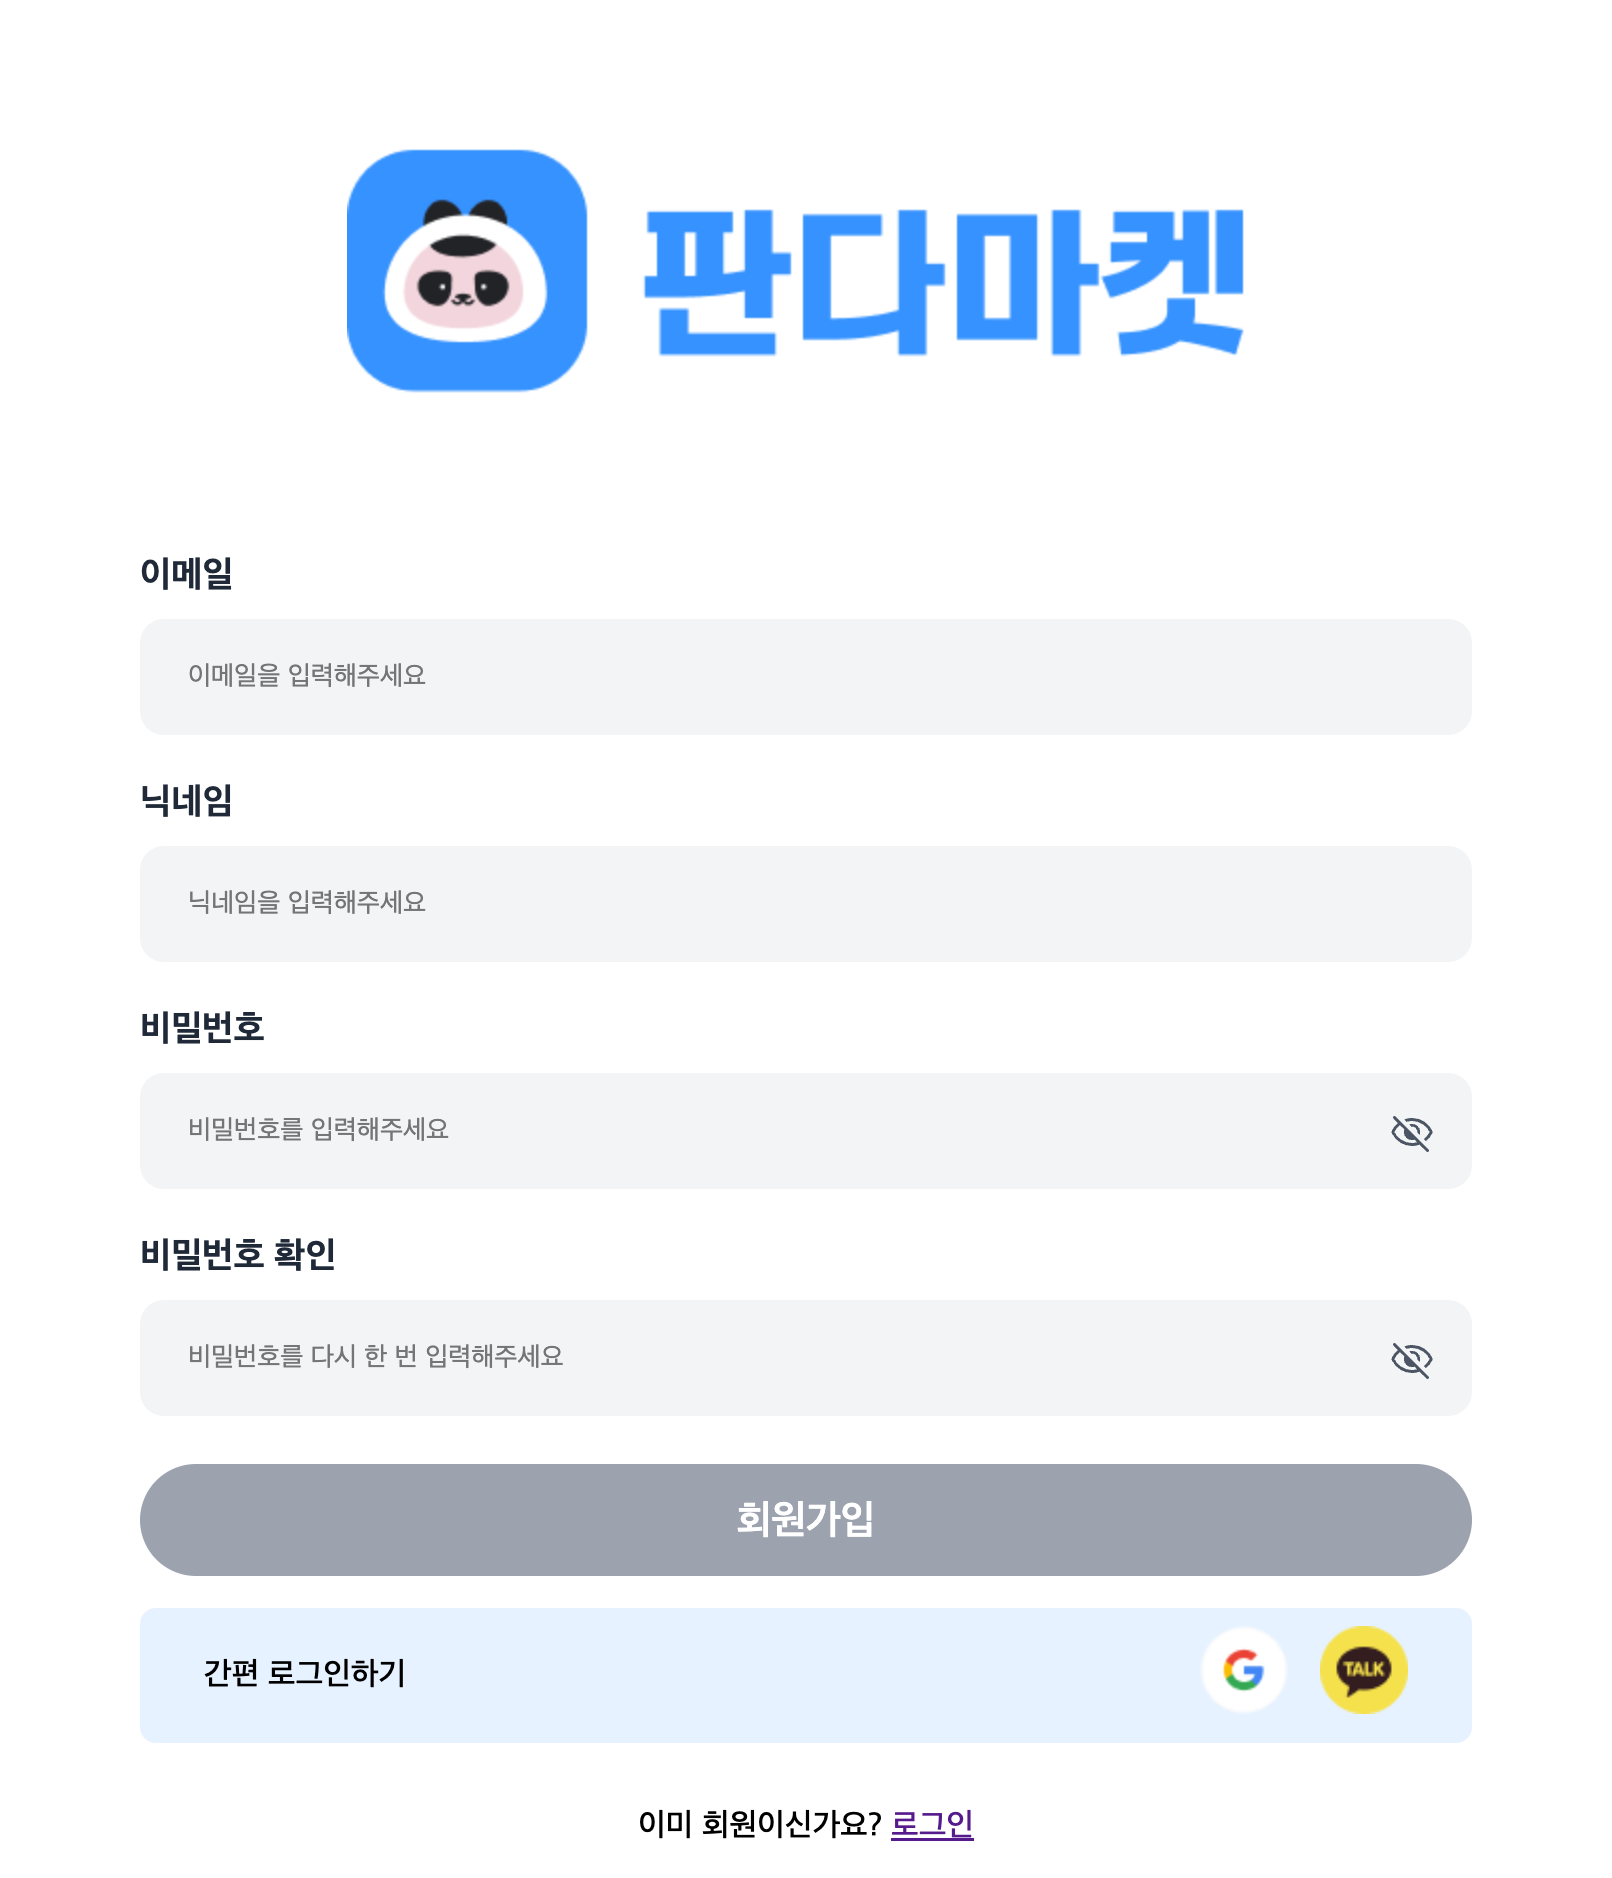 판다마켓
이메일
이메일을 입력해주세요
닉네임
닉네임을 입력해주세요
비밀번호
비밀번호를 입력해주세요
비밀번호 확인
비밀번호를 다시 한 번 입력해주세요
회원가입
간편 로그인하기
G
TALK
이미 회원이신가요? 로그인